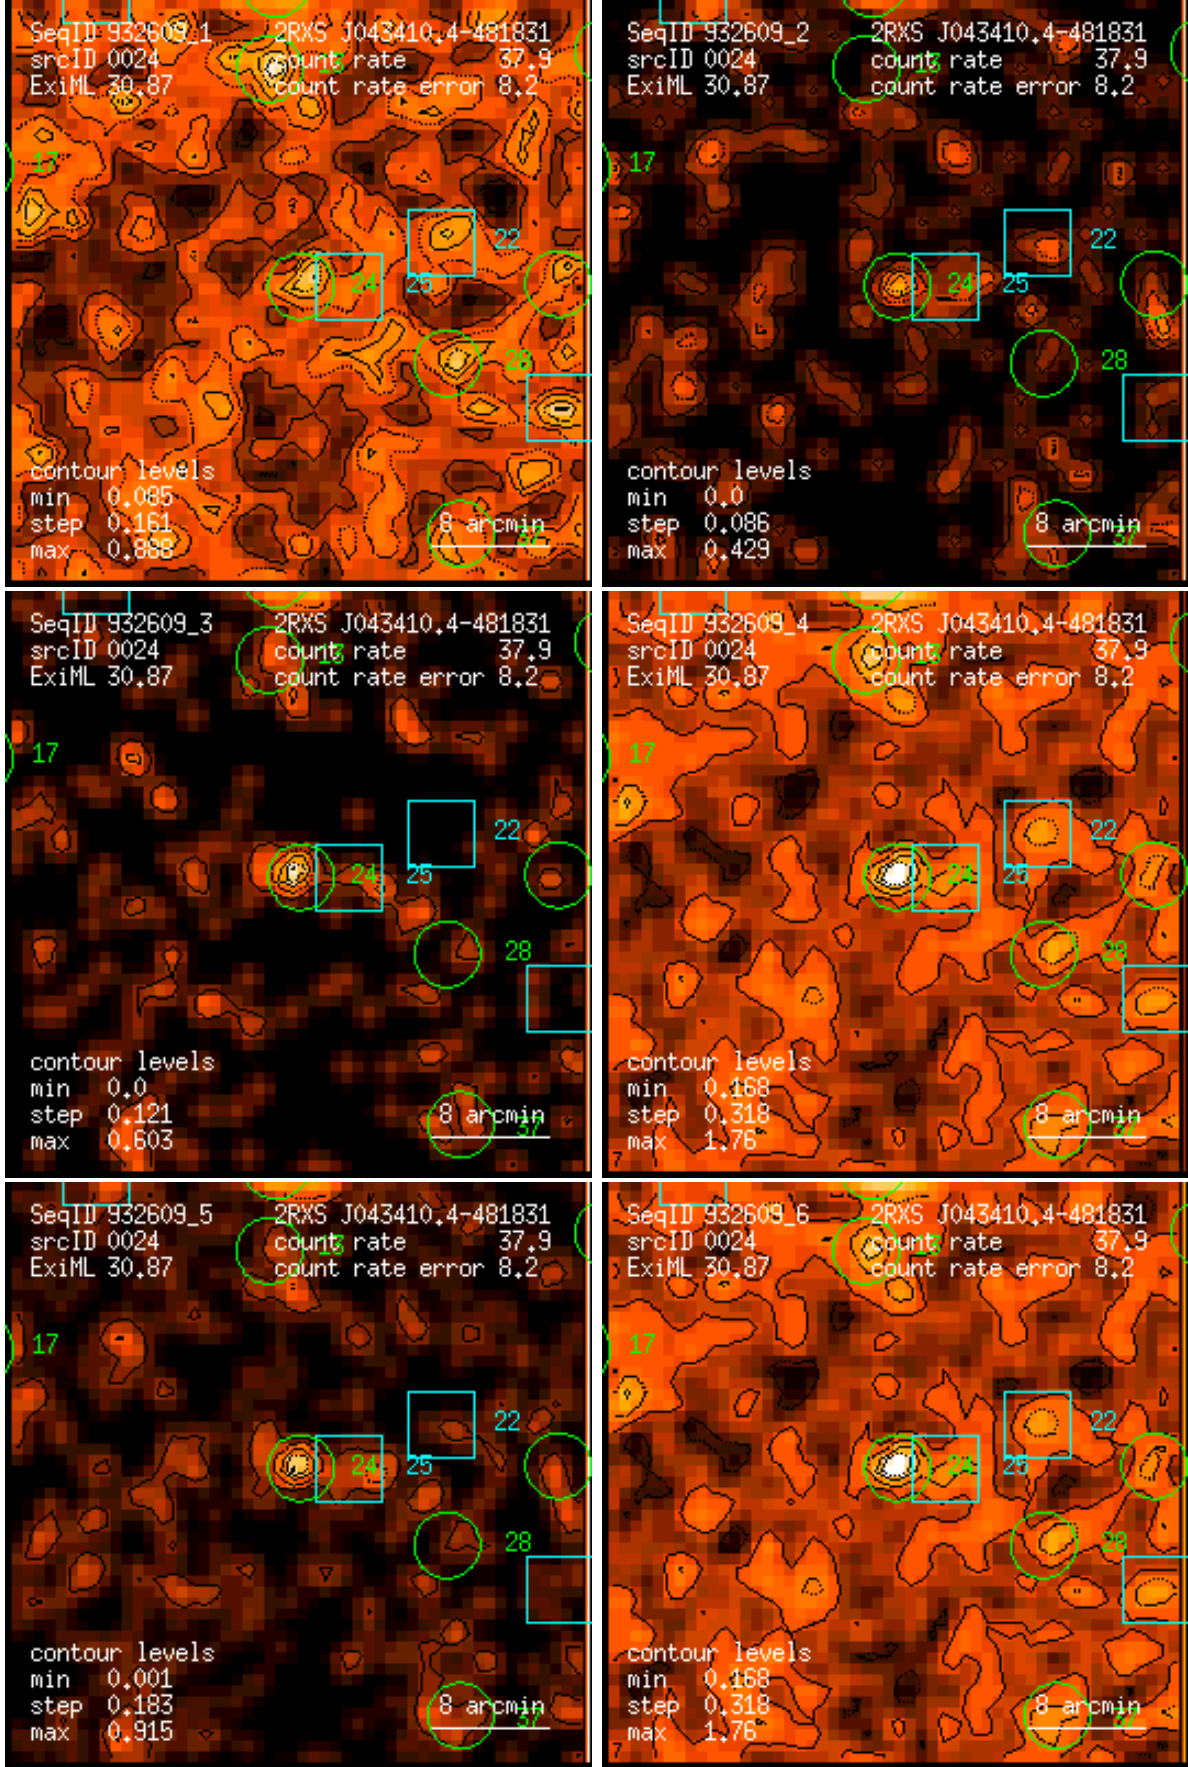 SeqID 932609_1 2RXS J043410.4-481831
srcID 0024 count rate 37.9
ExiML 30.87 count rate error 8.2
17
22
24 25
28
contour levels
min 0.085
step 0.161
max 0.888
8 arcmin
37
SeqID 932609_2 2RXS J043410.4-481831
srcID 0024 count rate 37.9
ExiML 30.87 count rate error 8.2
17
22
24 25
28
contour levels
min 0.0
step 0.086
max 0.429
8 arcmin
37
SeqID 932609_3 2RXS J043410.4-481831
srcID 0024 count rate 37.9
ExiML 30.87 count rate error 8.2
17
22
24 25
28
contour levels
min 0.0
step 0.121
max 0.603
8 arcmin
37
SeqID 932609_4 2RXS J043410.4-481831
srcID 0024 count rate 37.9
ExiML 30.87 count rate error 8.2
17
22
24 25
28
contour levels
min 0.168
step 0.318
max 1.76
8 arcmin
37
SeqID 932609_5 2RXS J043410.4-481831
srcID 0024 count rate 37.9
ExiML 30.87 count rate error 8.2
17
22
24 25
28
contour levels
min 0.001
step 0.183
max 0.915
8 arcmin
37
SeqID 932609_6 2RXS J043410.4-481831
srcID 0024 count rate 37.9
ExiML 30.87 count rate error 8.2
17
22
24 25
28
contour levels
min 0.168
step 0.318
max 1.76
8 arcmin
37